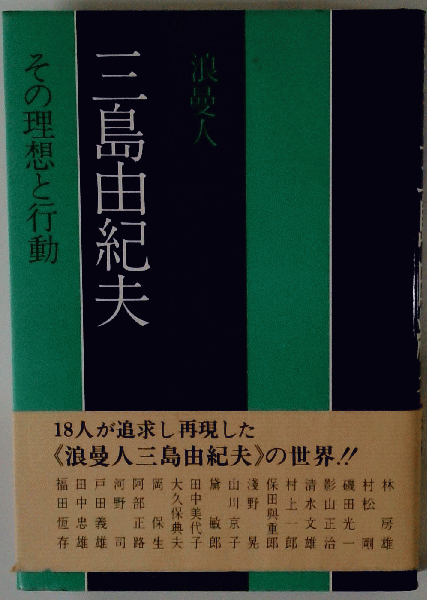 浪曼人
三島由紀夫
その理想と行動
18人が追求し再現した
《浪曼人三島由紀夫》の世界!!
林房雄
村松剛
磯田光一
影山正治
清水文雄
村上一郎
保田與重郎
淺野晃
山川京子
黛敏郎
田中美代子
大久保典夫
岡保生
阿部正路
河野司
戸田義雄
田中忠雄
福田恆存